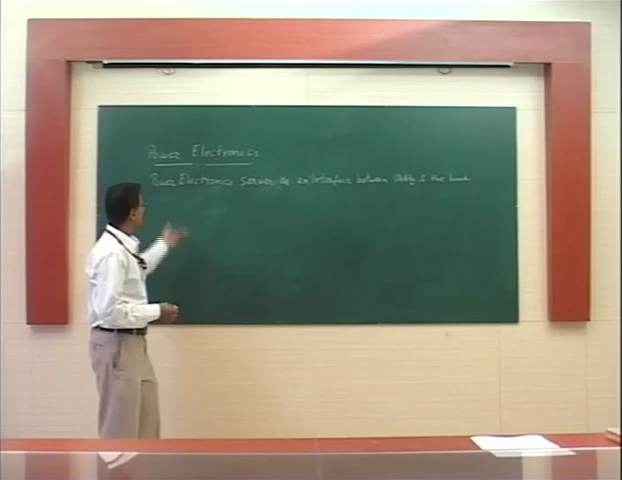 Power Electronics
Power Electronics serves as an Interface between Utility & the load